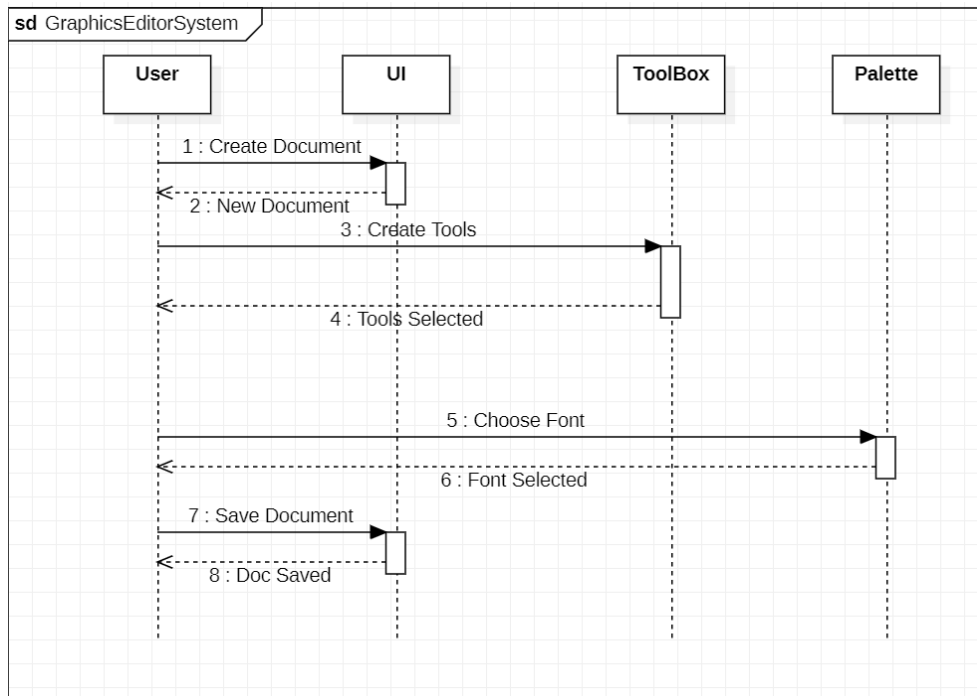 sd GraphicsEditorSystem
User
UI
ToolBox
Palette
1 : Create Document
2 : New Document
3 : Create Tools
4 : Tools Selected
5 : Choose Font
6 : Font Selected
7 : Save Document
8 : Doc Saved